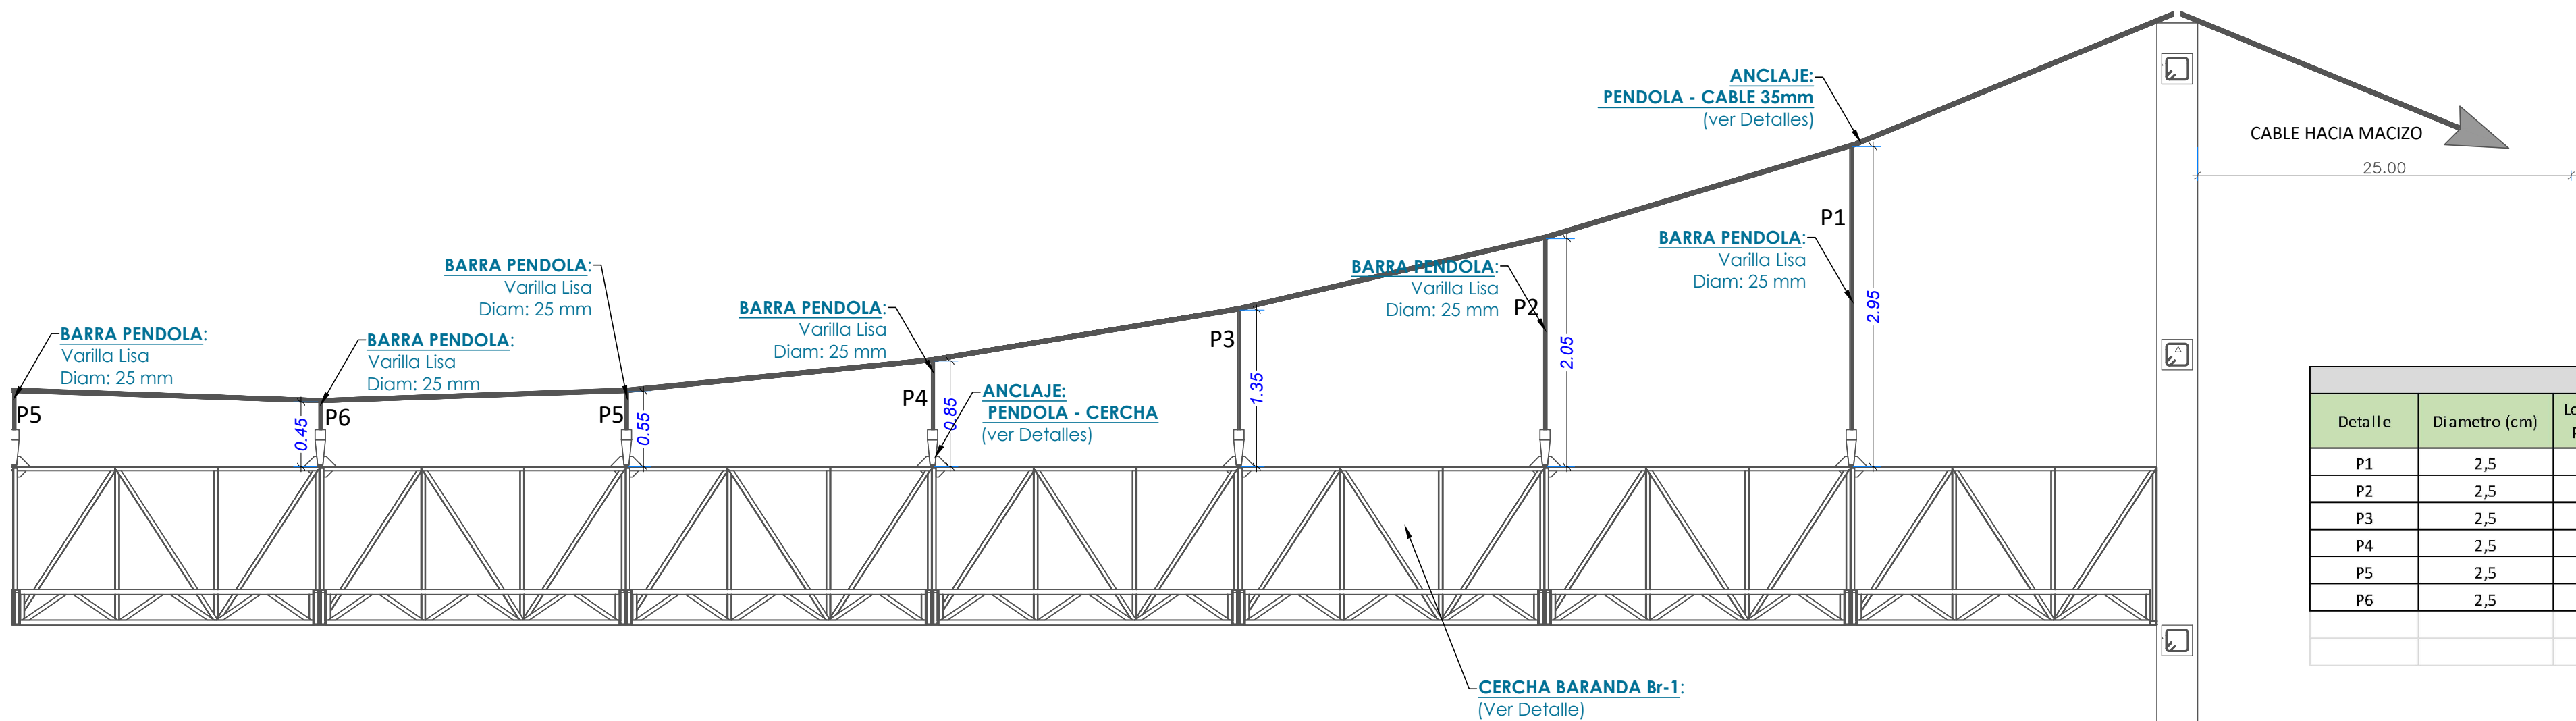 ANCLAJE:
PENDOLA - CABLE 35mm
(ver Detalles)
CABLE HACIA MACIZO
25.00
P1
BARRA PENDOLA:
Varilla Lisa
Diam: 25 mm
2.95
BARRA PENDOLA:
Varilla Lisa
Diam: 25 mm
P2
2.05
BARRA PENDOLA:
Varilla Lisa
Diam: 25 mm
BARRA PENDOLA:
Varilla Lisa
Diam: 25 mm
P3
1.35
BARRA PENDOLA:
Varilla Lisa
Diam: 25 mm
BARRA PENDOLA:
Varilla Lisa
Diam: 25 mm
P5
0.45
P6
P5
0.55
P4
0.85
ANCLAJE:
PENDOLA - CERCHA
(ver Detalles)
CERCHA BARANDA Br-1:
(Ver Detalle)
Detalle Diametro (cm)
P1 2,5
P2 2,5
P3 2,5
P4 2,5
P5 2,5
P6 2,5